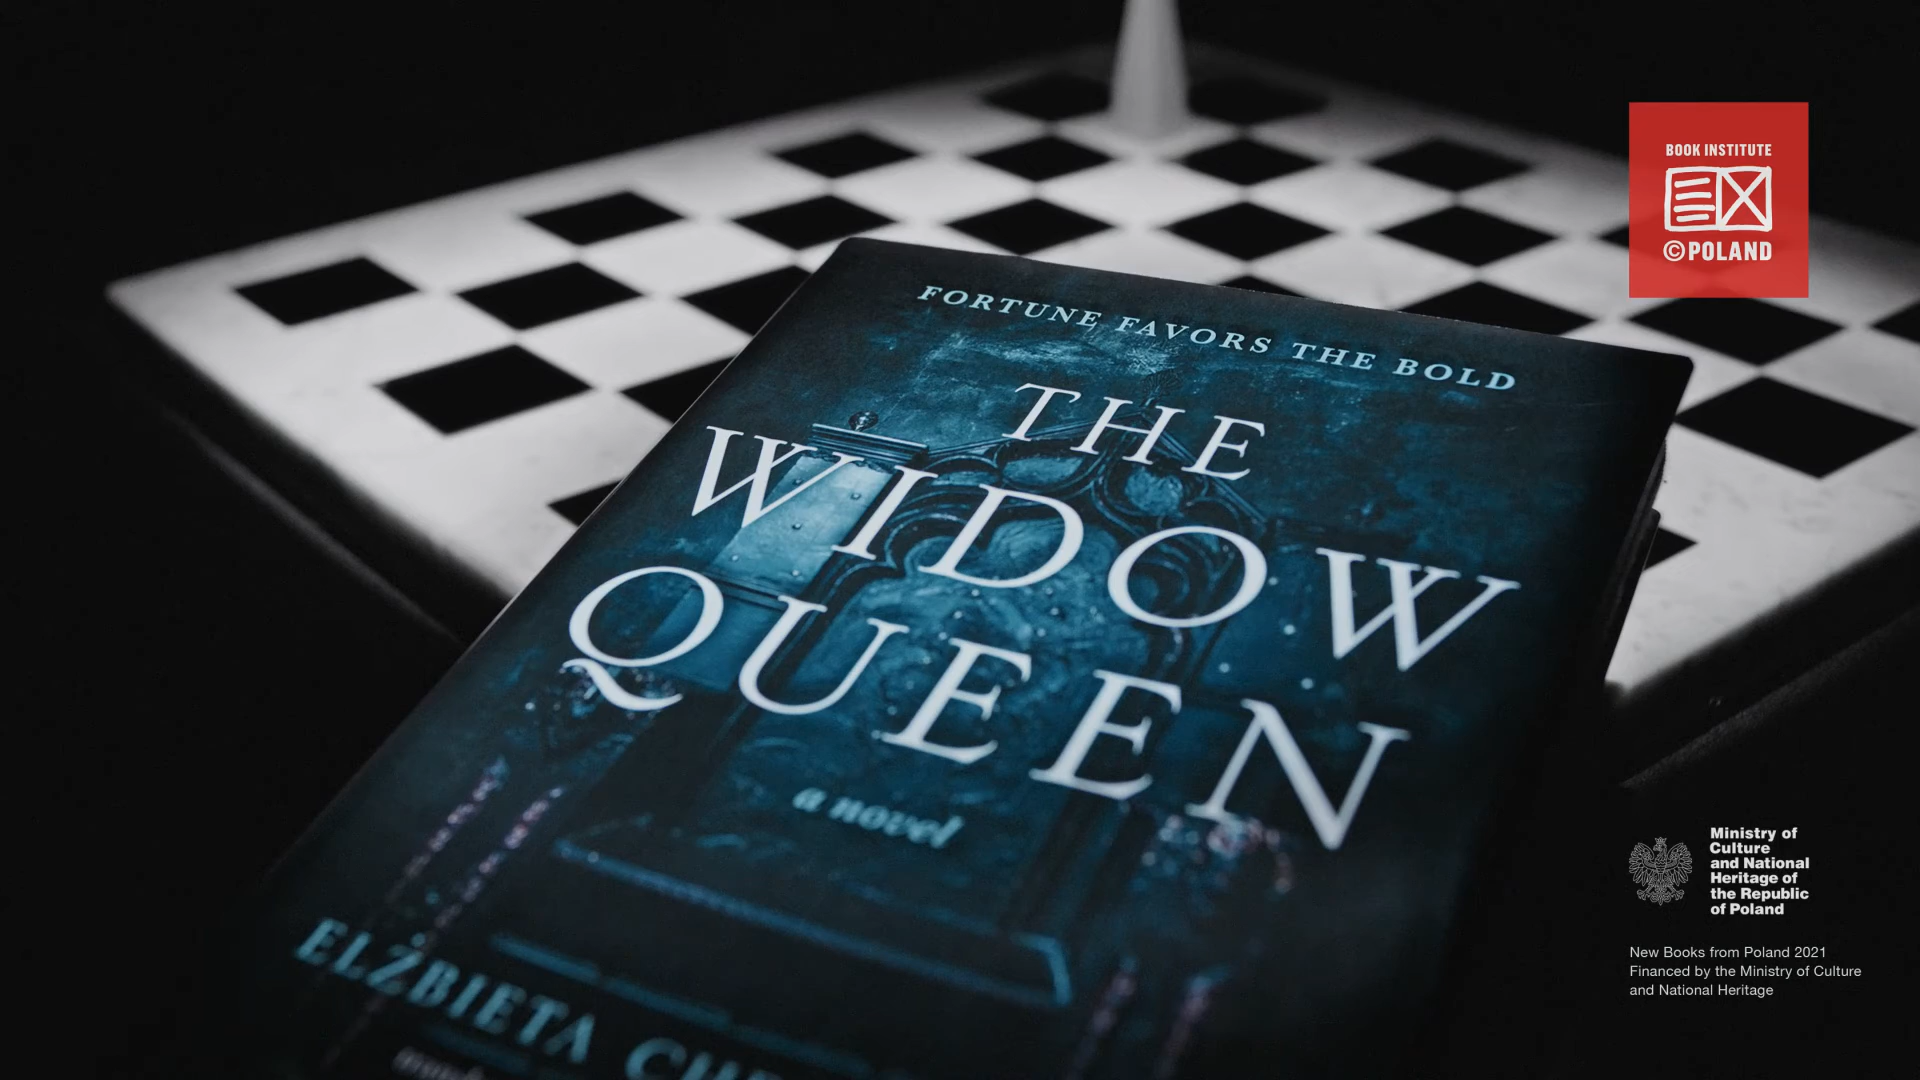 FORTUNE FAVORS THE BOLD
THE
WIDOW
QUEEN
a novel
ELŻBIETA
BOOK INSTITUTE
©POLAND
Ministry of
Culture
and National
Heritage of
the Republic
of Poland
New Books from Poland 2021
Financed by the Ministry of Culture
and National Heritage